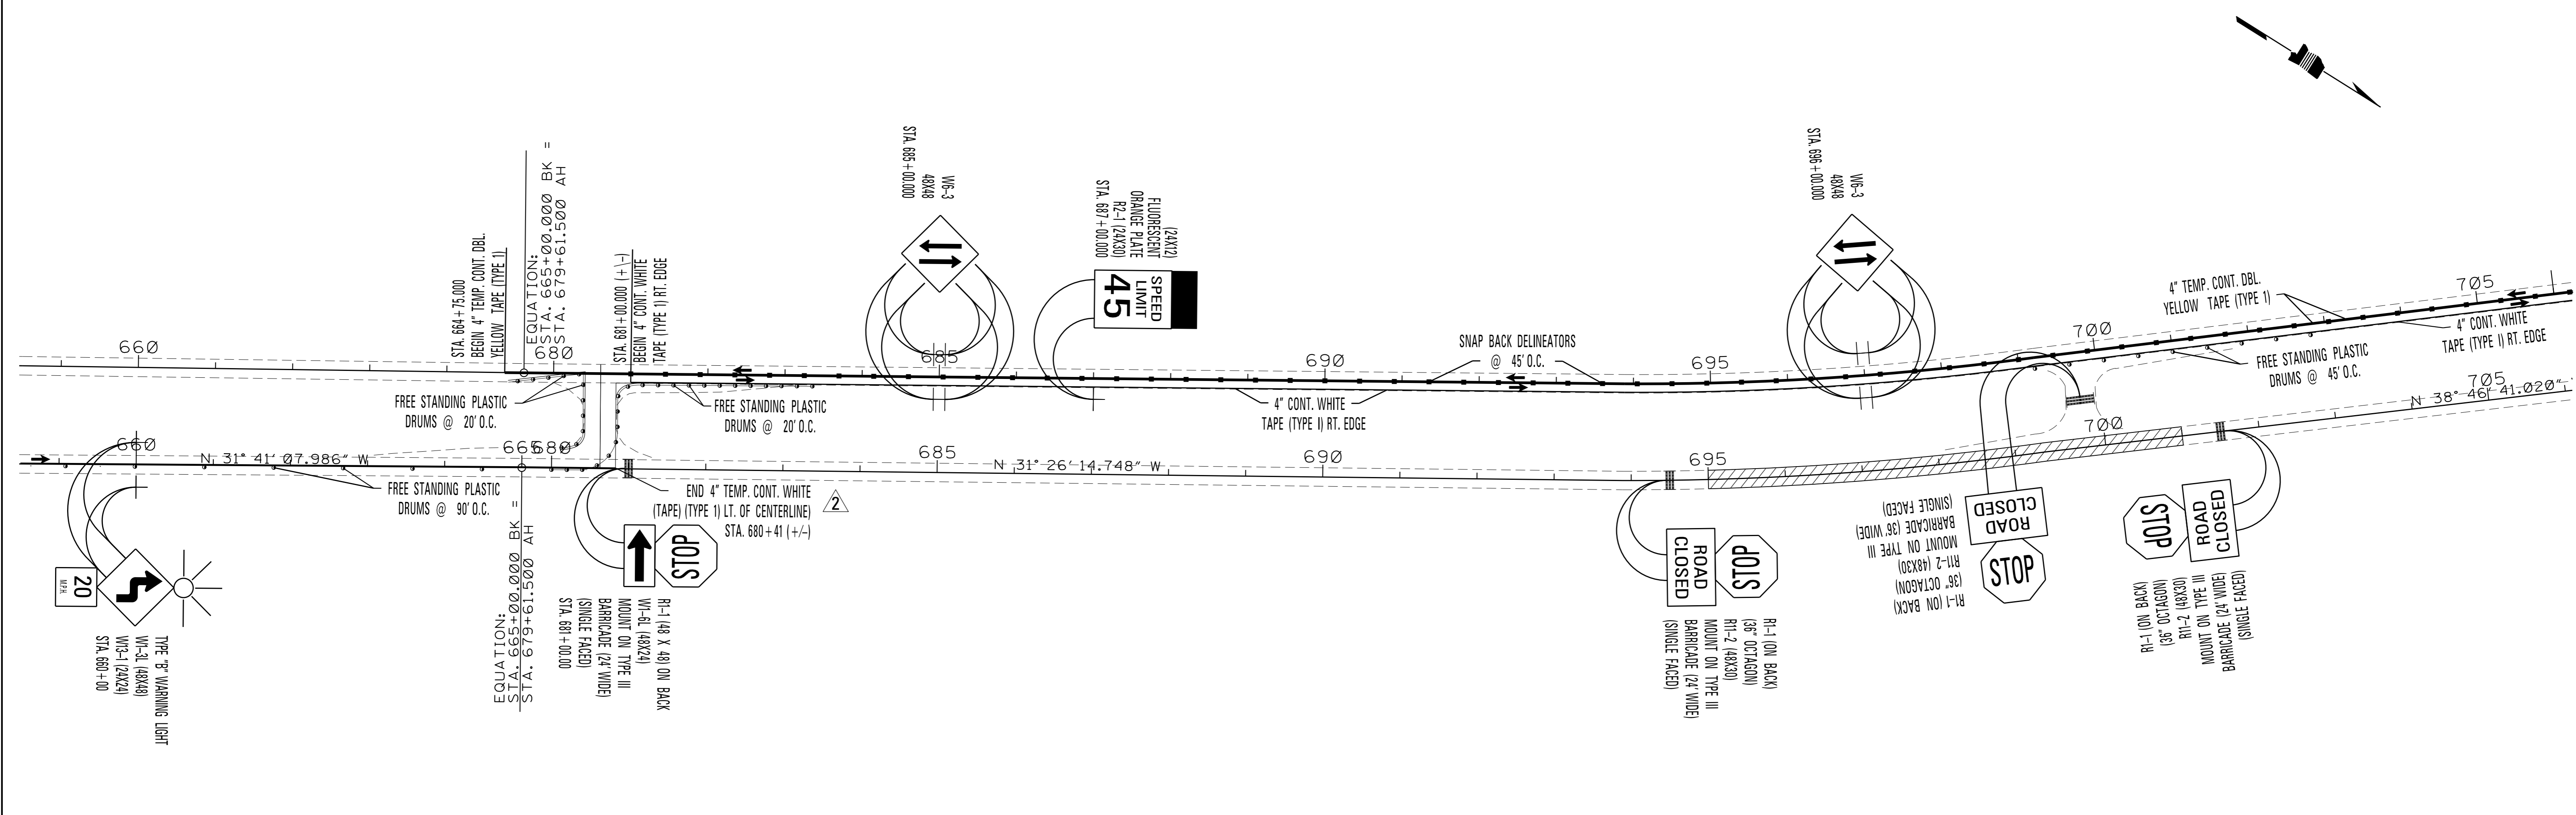 STA. 664+75.000
BEGIN 4" TEMP. CONT. DBL.
YELLOW TAPE (TYPE 1)
EQUATION:
STA. 665+00.000 BK =
STA. 679+61.500 AH
STA. 681+00.000 (+\-)
BEGIN 4" CONT. WHITE
TAPE (TYPE 1) RT. EDGE
W6-3
48X48
STA. 685+00.000
(24X12)
FLUORESCENT
ORANGE PLATE
R2-1 (24X30)
STA. 687+00.000
SPEED
LIMIT
45
W6-3
48X48
STA. 696+00.000
660
680
685
690
695
700
705
SNAP BACK DELINEATORS
@ 45' O.C.
4" TEMP. CONT. DBL.
YELLOW TAPE (TYPE 1)
4" CONT. WHITE
TAPE (TYPE I) RT. EDGE
FREE STANDING PLASTIC
DRUMS @ 45' O.C.
FREE STANDING PLASTIC
DRUMS @ 20' O.C.
FREE STANDING PLASTIC
DRUMS @ 20' O.C.
4" CONT. WHITE
TAPE (TYPE I) RT. EDGE
660
665
680
685
690
695
700
705
N 31° 41' 07.986" W
N 31° 26' 14.748" W
N 38° 46' 41.020" W
FREE STANDING PLASTIC
DRUMS @ 90' O.C.
END 4" TEMP. CONT. WHITE
(TAPE) (TYPE 1) LT. OF CENTERLINE)
STA. 680+41 (+/-)
2
20
M.P.H.
TYPE "B" WARNING LIGHT
W1-3L (48X48)
W13-1 (24X24)
STA. 660+00
EQUATION:
STA. 665+00.000 BK =
STA. 679+61.500 AH
STOP
R1-1 (48 X 48) ON BACK
W1-6L (48X24)
MOUNT ON TYPE III
BARRICADE (24' WIDE)
(SINGLE FACED)
STA. 681+00.00
ROAD
CLOSED
STOP
R1-1 (ON BACK)
(36" OCTAGON)
R11-2 (48X30)
MOUNT ON TYPE III
BARRICADE (24' WIDE)
(SINGLE FACED)
ROAD
CLOSED
STOP
R1-1 (ON BACK)
(36" OCTAGON)
R11-2 (48X30)
MOUNT ON TYPE III
BARRICADE (36' WIDE)
(SINGLE FACED)
STOP
ROAD
CLOSED
R1-1 (ON BACK)
(36" OCTAGON)
R11-2 (48X30)
MOUNT ON TYPE III
BARRICADE (24' WIDE)
(SINGLE FACED)